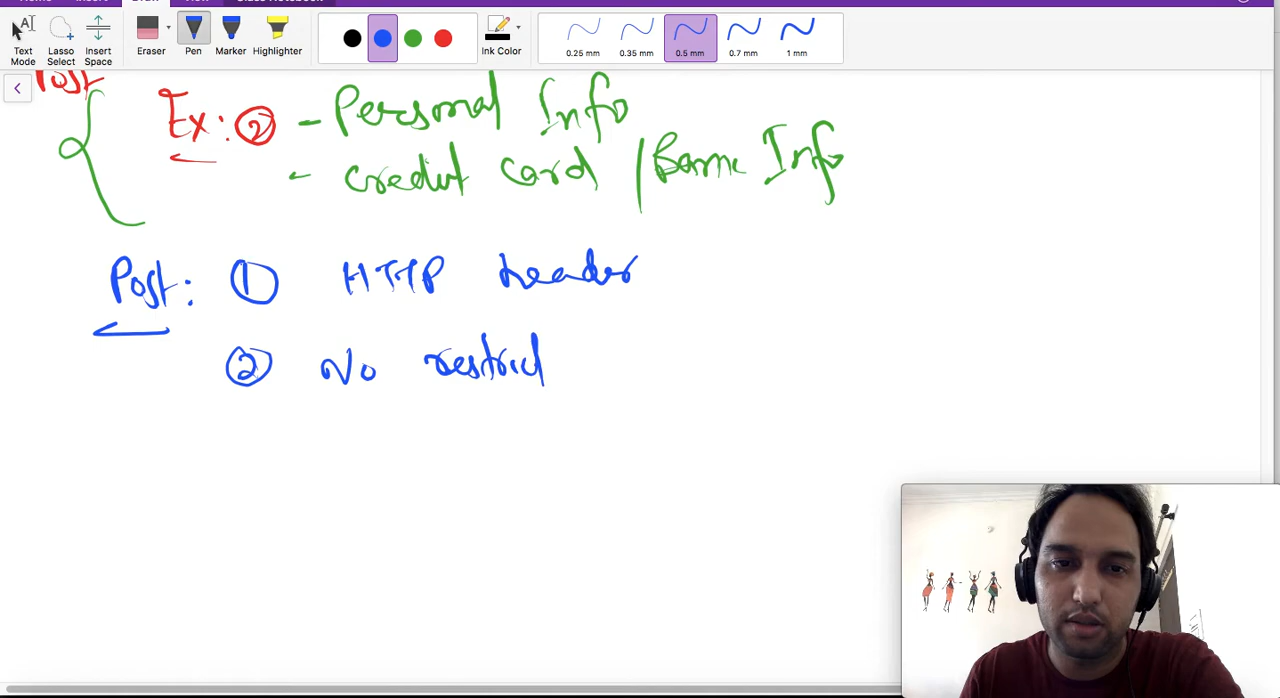 Text Mode
Lasso Select
Insert Space
Eraser
Pen
Marker
Highlighter
Ink Color
0.25 mm
0.35 mm
0.5 mm
0.7 mm
1 mm
Post
Ex: ② - Personal Info
- credit card / Bank Info
Post: ① HTTP header
② No restrict